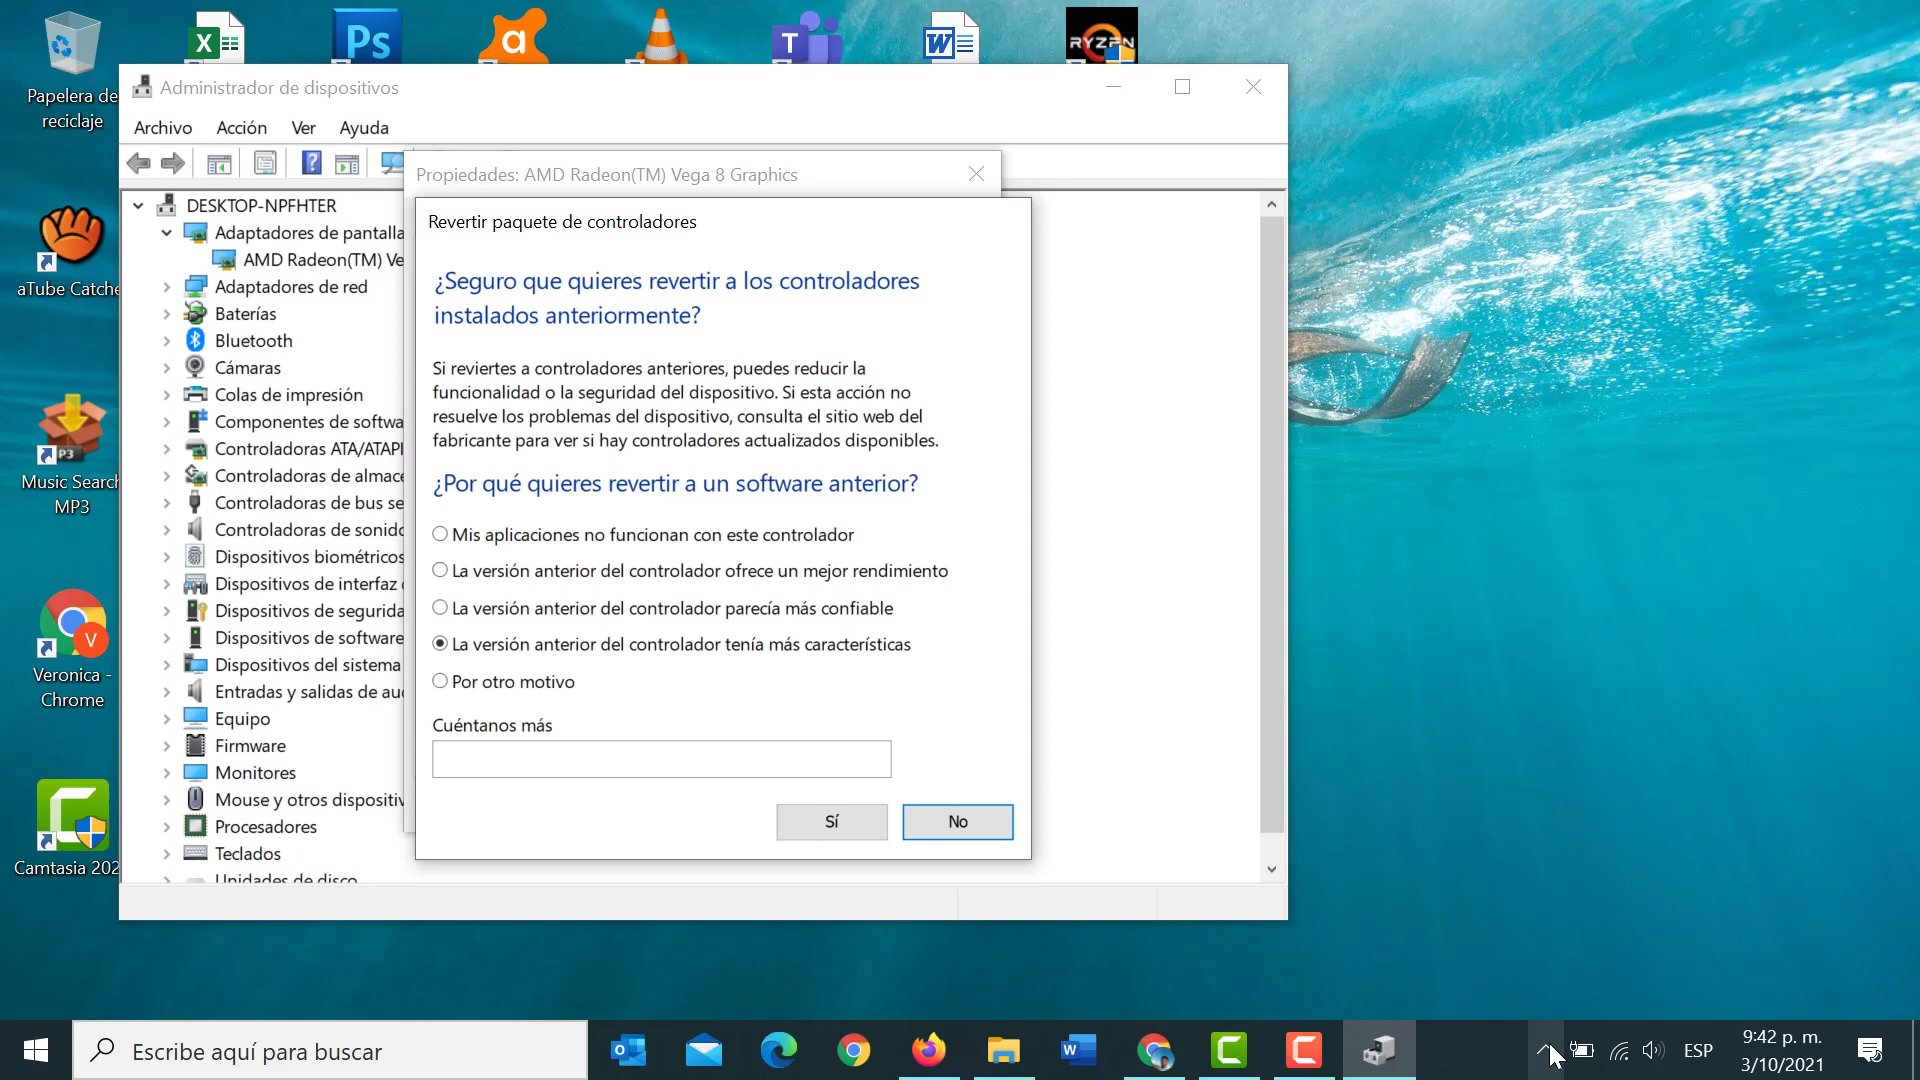 Papelera de
reciclaje
aTube Catche
Music Search
MP3
P3
Veronica -
Chrome
V
Camtasia 202
X
Ps
a
T
W
RYZEN
Administrador de dispositivos
Archivo Acción Ver Ayuda
DESKTOP-NPFHTER
Adaptadores de pantalla
AMD Radeon(TM) Ve
Adaptadores de red
Baterías
Bluetooth
Cámaras
Colas de impresión
Componentes de softwa
Controladoras ATA/ATAPI
Controladoras de almac
Controladoras de bus se
Controladoras de sonido
Dispositivos biométricos
Dispositivos de interfaz
Dispositivos de segurida
Dispositivos de software
Dispositivos del sistema
Entradas y salidas de au
Equipo
Firmware
Monitores
Mouse y otros dispositiv
Procesadores
Teclados
Unidades de disco
Propiedades: AMD Radeon(TM) Vega 8 Graphics
Revertir paquete de controladores
¿Seguro que quieres revertir a los controladores
instalados anteriormente?
Si reviertes a controladores anteriores, puedes reducir la
funcionalidad o la seguridad del dispositivo. Si esta acción no
resuelve los problemas del dispositivo, consulta el sitio web del
fabricante para ver si hay controladores actualizados disponibles.
¿Por qué quieres revertir a un software anterior?
Mis aplicaciones no funcionan con este controlador
La versión anterior del controlador ofrece un mejor rendimiento
La versión anterior del controlador parecía más confiable
La versión anterior del controlador tenía más características
Por otro motivo
Cuéntanos más
Sí No
Escribe aquí para buscar
ESP
9:42 p. m.
3/10/2021